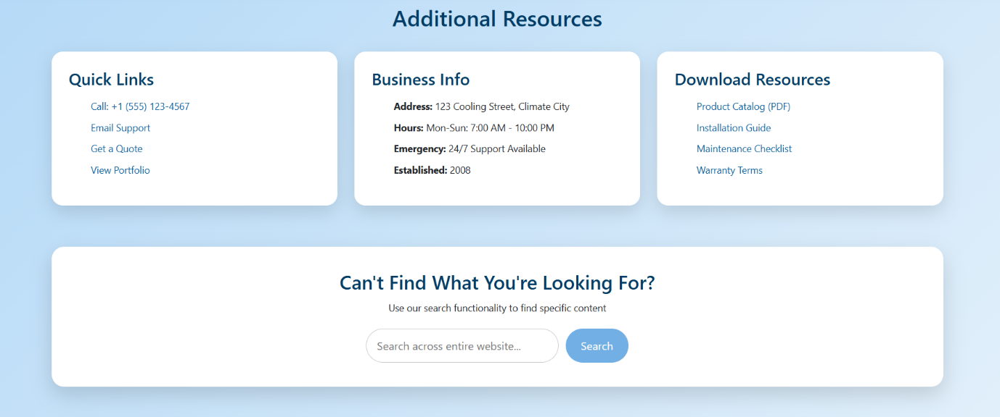 Additional Resources
Quick Links
Call: +1 (555) 123-4567
Email Support
Get a Quote
View Portfolio
Business Info
Address: 123 Cooling Street, Climate City
Hours: Mon-Sun: 7:00 AM - 10:00 PM
Emergency: 24/7 Support Available
Established: 2008
Download Resources
Product Catalog (PDF)
Installation Guide
Maintenance Checklist
Warranty Terms
Can't Find What You're Looking For?
Use our search functionality to find specific content
Search across entire website...
Search